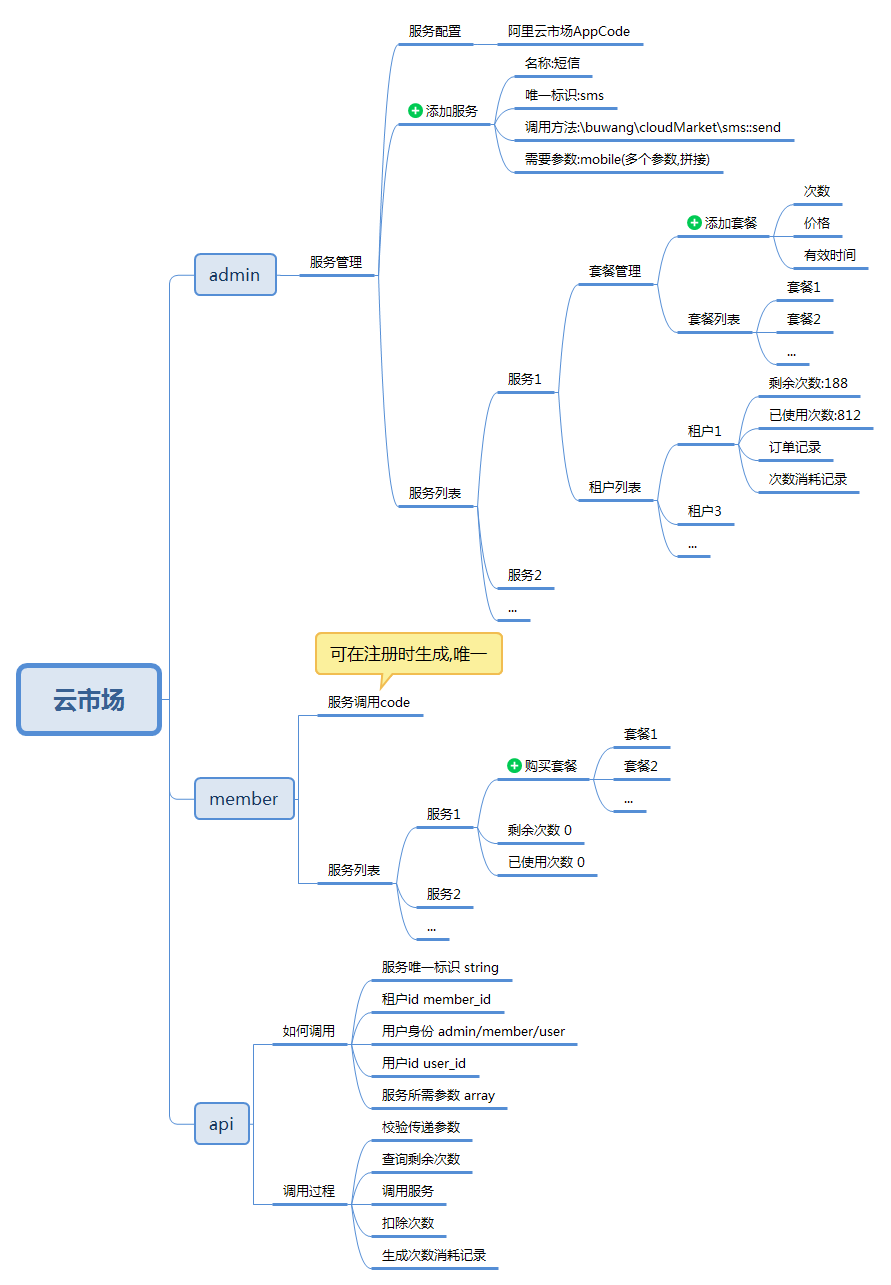 云市场
admin
服务管理
服务配置
阿里云市场AppCode
添加服务
名称:短信
唯一标识:sms
调用方法:\buwang\cloudMarket\sms::send
需要参数:mobile(多个参数,拼接)
服务列表
服务1
套餐管理
添加套餐
次数
价格
有效时间
套餐列表
套餐1
套餐2
...
租户列表
租户1
剩余次数:188
已使用次数:812
订单记录
次数消耗记录
租户3
...
服务2
...
member
可在注册时生成,唯一
服务调用code
服务列表
服务1
购买套餐
套餐1
套餐2
...
剩余次数 0
已使用次数 0
服务2
...
api
如何调用
服务唯一标识 string
租户id member_id
用户身份 admin/member/user
用户id user_id
服务所需参数 array
调用过程
校验传递参数
查询剩余次数
调用服务
扣除次数
生成次数消耗记录